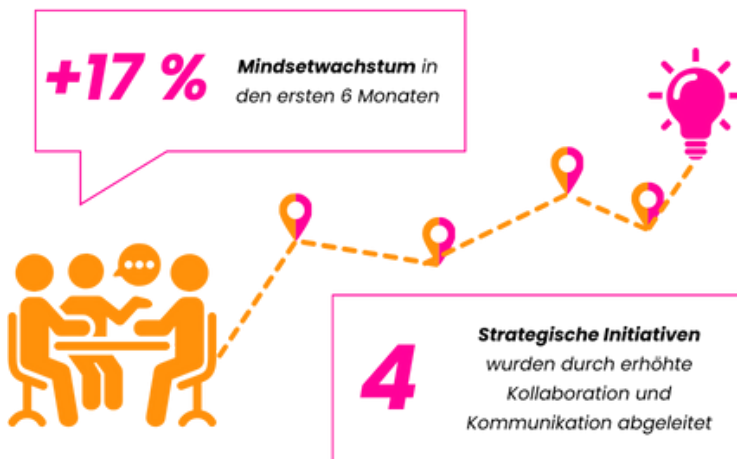 +17 %
Mindsetwachstum in
den ersten 6 Monaten
4
Strategische Initiativen
wurden durch erhöhte
Kollaboration und
Kommunikation abgeleitet